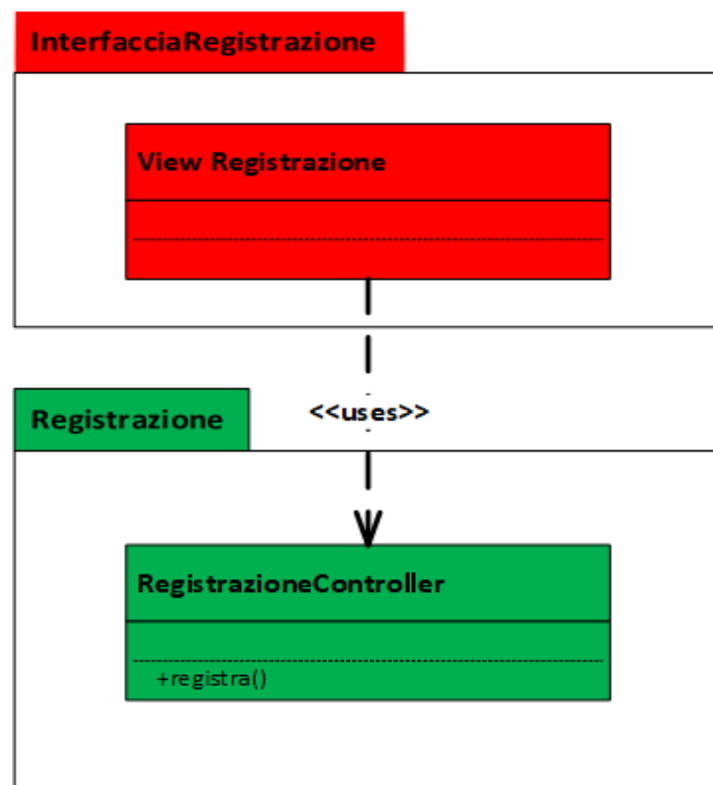 InterfacciaRegistrazione
View Registrazione
<<uses>>
Registrazione
RegistrazioneController
+registra()